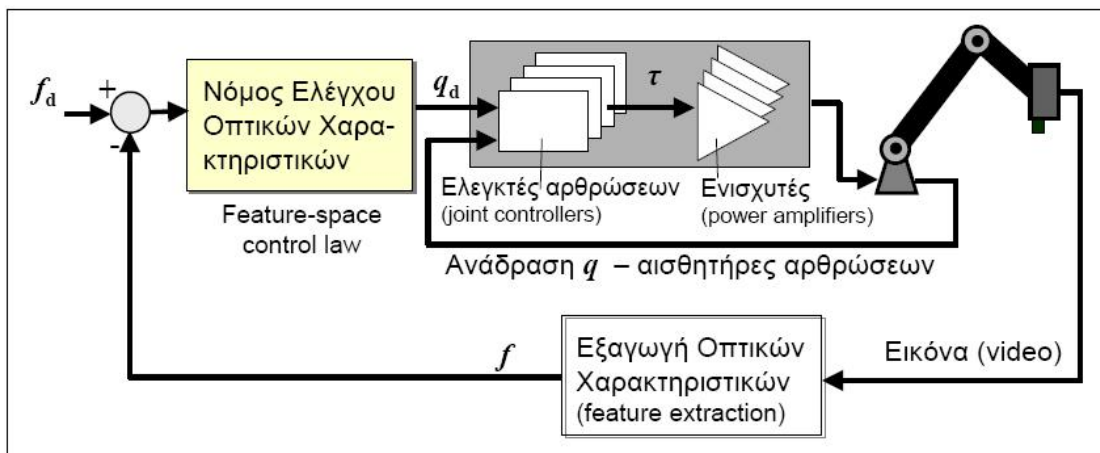 f_d
+
-
Νόμος Ελέγχου
Οπτικών Χαρα-
κτηριστικών
Feature-space
control law
q_d
τ
Ελεγκτές αρθρώσεων
(joint controllers)
Ενισχυτές
(power amplifiers)
Ανάδραση q – αισθητήρες αρθρώσεων
f
Εξαγωγή Οπτικών
Χαρακτηριστικών
(feature extraction)
Εικόνα (video)